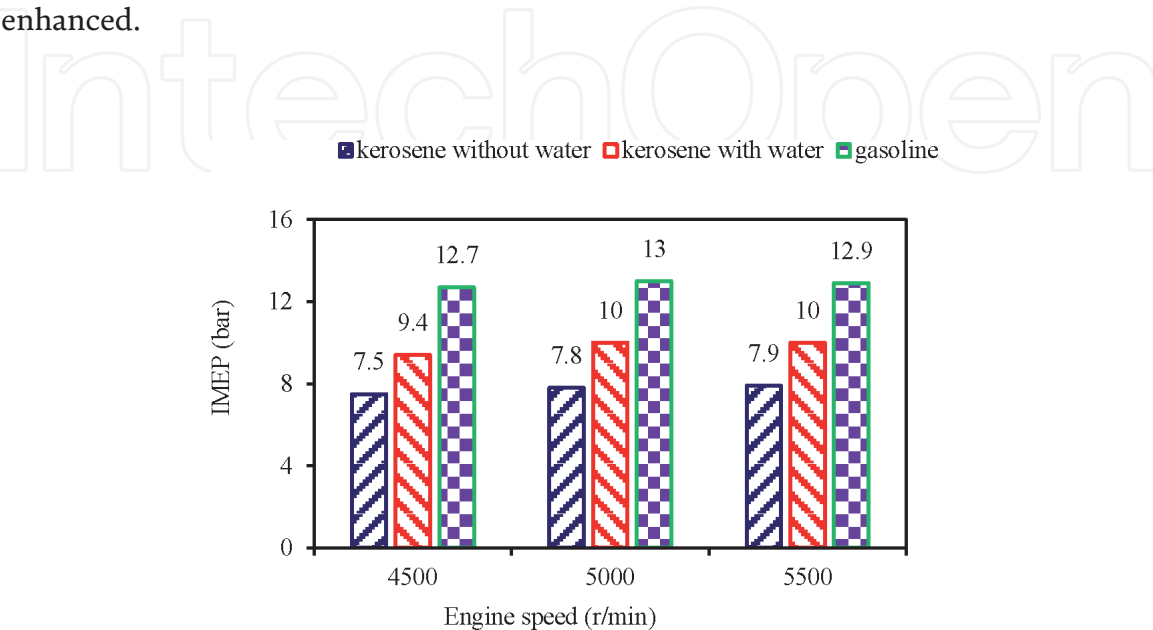 enhanced.
IntechOpen
kerosene without water kerosene with water gasoline
16
12.7
13
12.9
12
9.4
10
10
7.5
7.8
7.9
8
4
0
IMEP (bar)
4500 5000 5500
Engine speed (r/min)